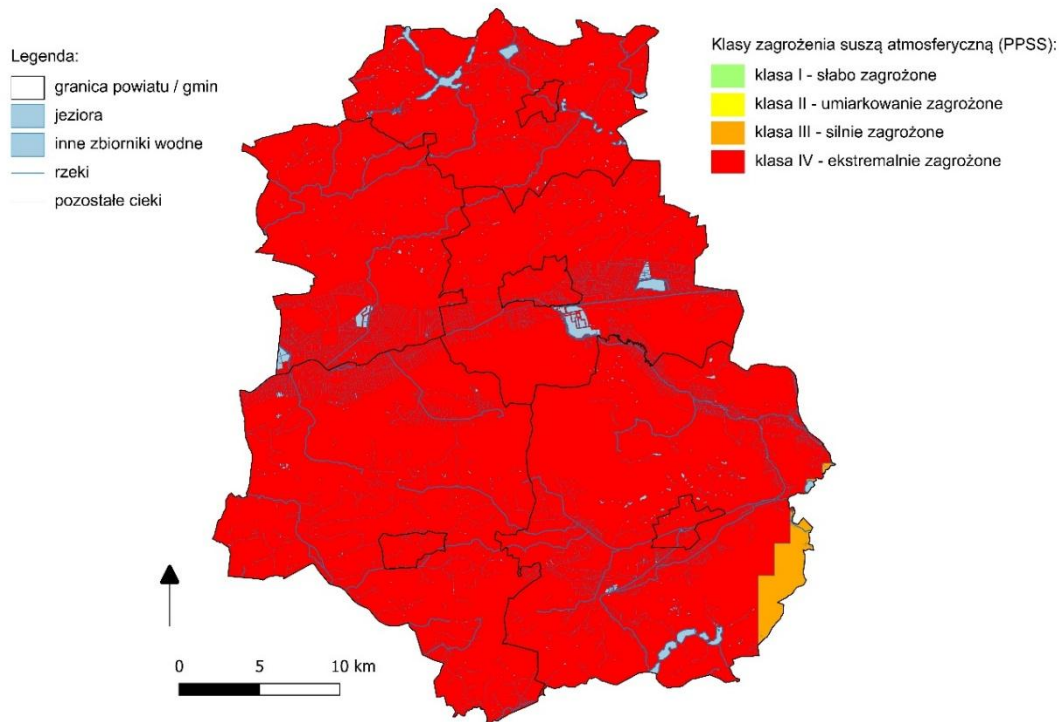 Legenda:
granica powiatu / gmin
jeziora
inne zbiorniki wodne
rzeki
pozostałe cieki
Klasy zagrożenia suszą atmosferyczną (PPSS):
klasa I - słabo zagrożone
klasa II - umiarkowanie zagrożone
klasa III - silnie zagrożone
klasa IV - ekstremalnie zagrożone
0 5 10 km